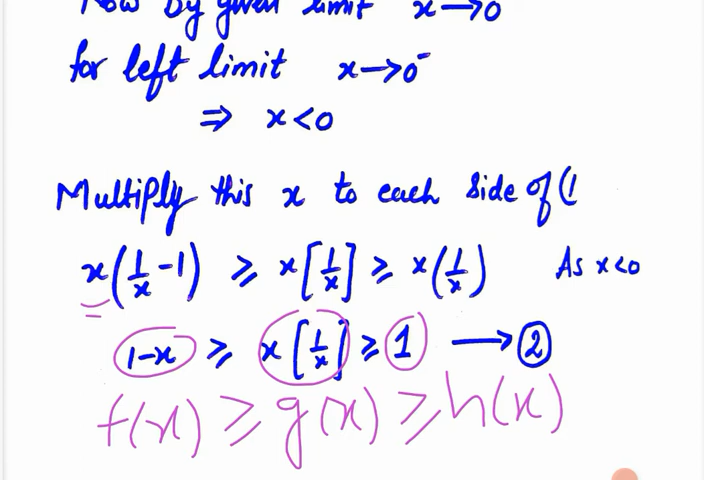 Now by given limit x→0
for left limit x→0⁻
⇒ x<0
Multiply this x to each side of (1
x(1/x -1) ≥ x[1/x] ≥ x(1/x) As x<0
1-x ≥ x[1/x] ≥ 1 → ②
f(x) ≥ g(x) ≥ h(x)